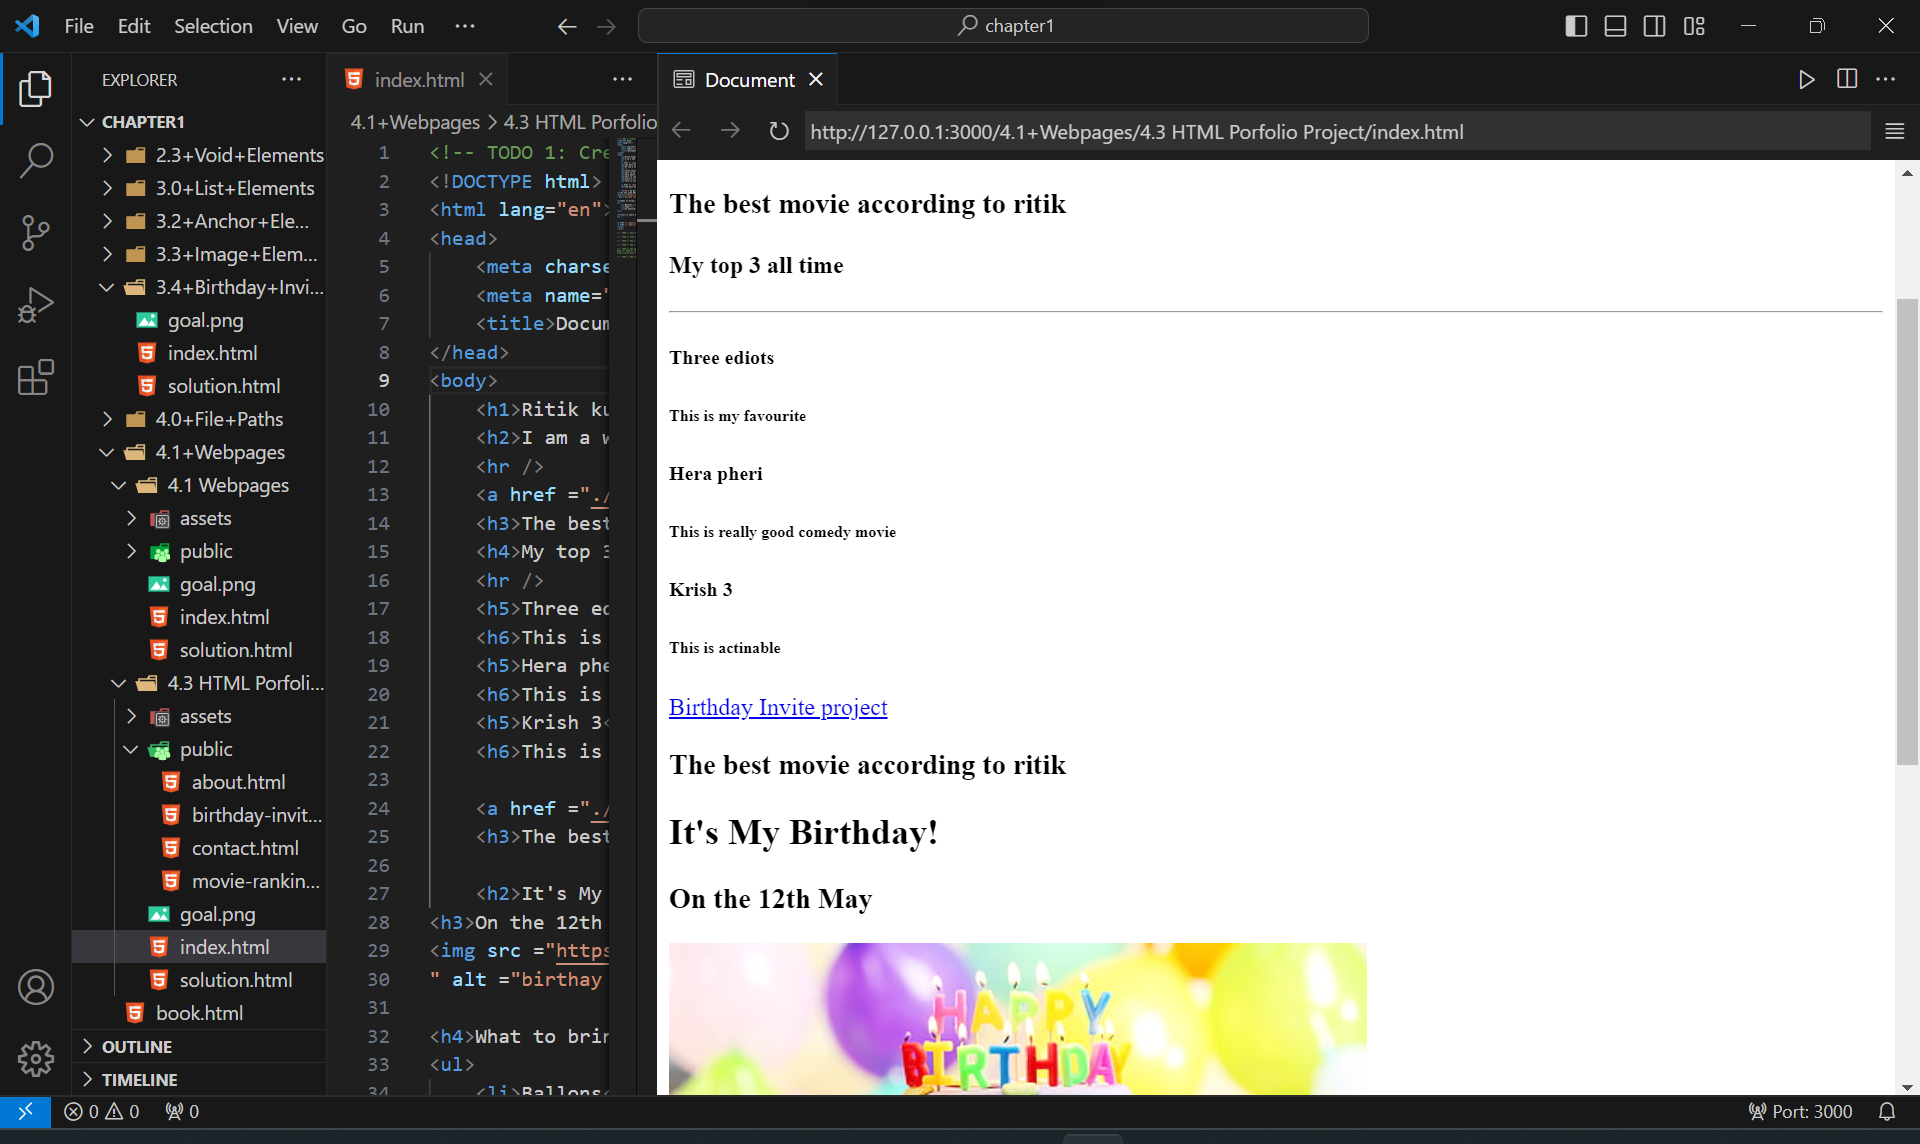 File Edit Selection View Go Run ··· chapter1
EXPLORER ···
CHAPTER1
2.3+Void+Elements
3.0+List+Elements
3.2+Anchor+Ele...
3.3+Image+Elem...
3.4+Birthday+Invi...
goal.png
index.html
solution.html
4.0+File+Paths
4.1+Webpages
4.1 Webpages
assets
public
goal.png
index.html
solution.html
4.3 HTML Porfoli...
assets
public
about.html
birthday-invit...
contact.html
movie-rankin...
goal.png
index.html
solution.html
book.html
OUTLINE
TIMELINE
index.html
4.1+Webpages > 4.3 HTML Porfolio
1 <!-- TODO 1: Cre
2 <!DOCTYPE html>
3 <html lang="en">
4 <head>
5 <meta charse
6 <meta name="
7 <title>Docum
8 </head>
9 <body>
10 <h1>Ritik ku
11 <h2>I am a w
12 <hr />
13 <a href ="./
14 <h3>The best
15 <h4>My top 3
16 <hr />
17 <h5>Three ed
18 <h6>This is
19 <h5>Hera phe
20 <h6>This is
21 <h5>Krish 3<
22 <h6>This is
23
24 <a href ="./
25 <h3>The best
26
27 <h2>It's My
28 <h3>On the 12th
29 <img src ="https
30 " alt ="birthay
31
32 <h4>What to brin
33 <ul>
34 <li>Ballons<
Document
http://127.0.0.1:3000/4.1+Webpages/4.3 HTML Porfolio Project/index.html
The best movie according to ritik
My top 3 all time
Three ediots
This is my favourite
Hera pheri
This is really good comedy movie
Krish 3
This is actinable
Birthday Invite project
The best movie according to ritik
It's My Birthday!
On the 12th May
HAPPY
BIRTHDAY
0 0 0
Port: 3000